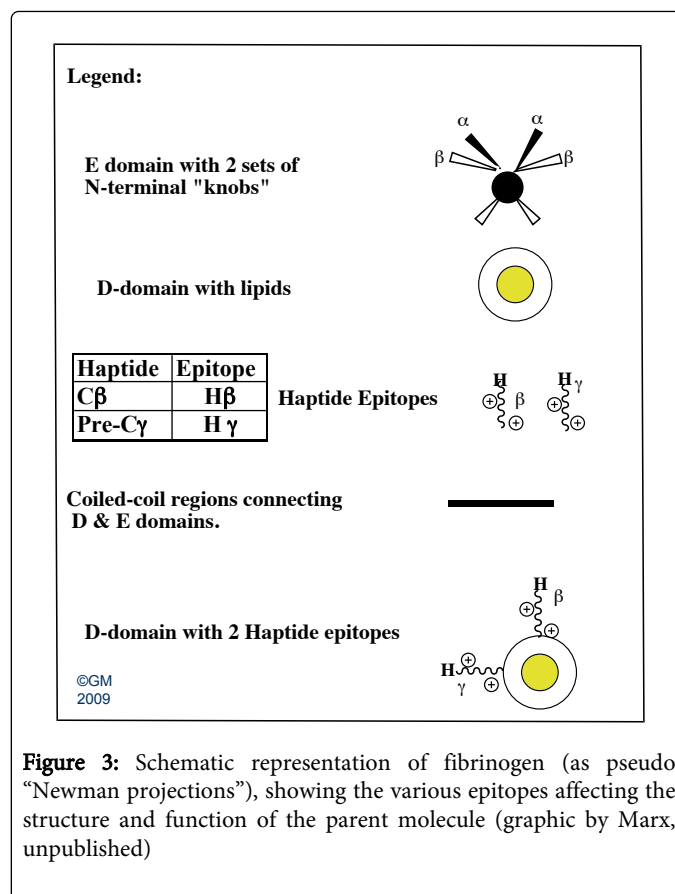 Legend:
α α
E domain with 2 sets of β β
N-terminal "knobs"
D-domain with lipids
Haptide Epitope
Cβ Hβ
Pre-Cγ H γ
Haptide Epitopes
H H γ
⊕ β ⊕
⊕ ⊕
Coiled-coil regions connecting
D & E domains.
H
⊕ β
D-domain with 2 Haptide epitopes
⊕ ⊕
H
γ ⊕
©GM
2009
Figure 3: Schematic representation of fibrinogen (as pseudo
“Newman projections”), showing the various epitopes affecting the
structure and function of the parent molecule (graphic by Marx,
unpublished)